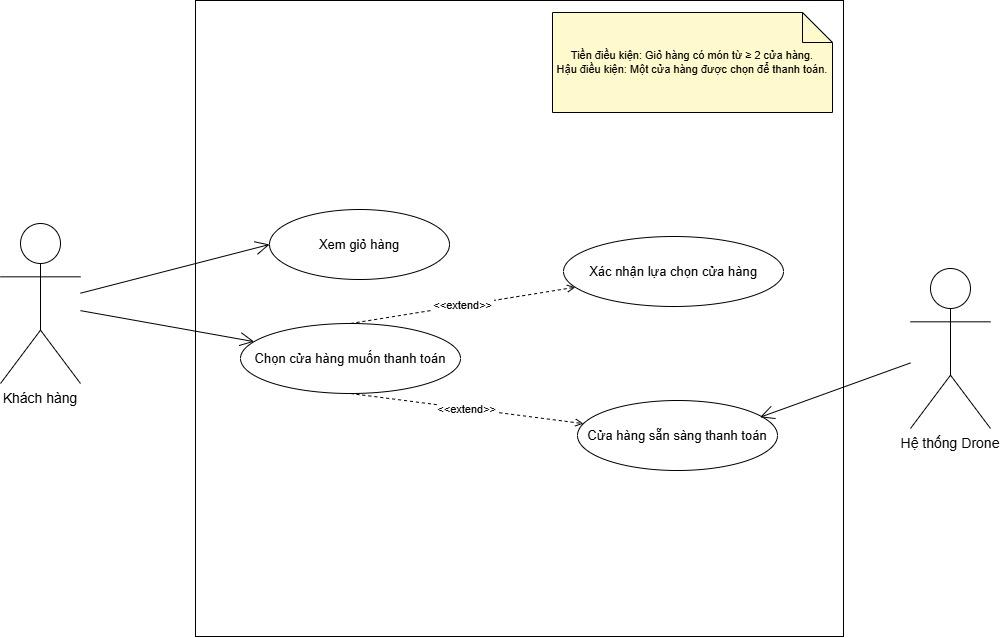 Tiền điều kiện: Giỏ hàng có món từ ≥ 2 cửa hàng.
Hậu điều kiện: Một cửa hàng được chọn để thanh toán.
Xem giỏ hàng
Xác nhận lựa chọn cửa hàng
<<extend>>
Chọn cửa hàng muốn thanh toán
Khách hàng
<<extend>>
Cửa hàng sẵn sàng thanh toán
Hệ thống Drone